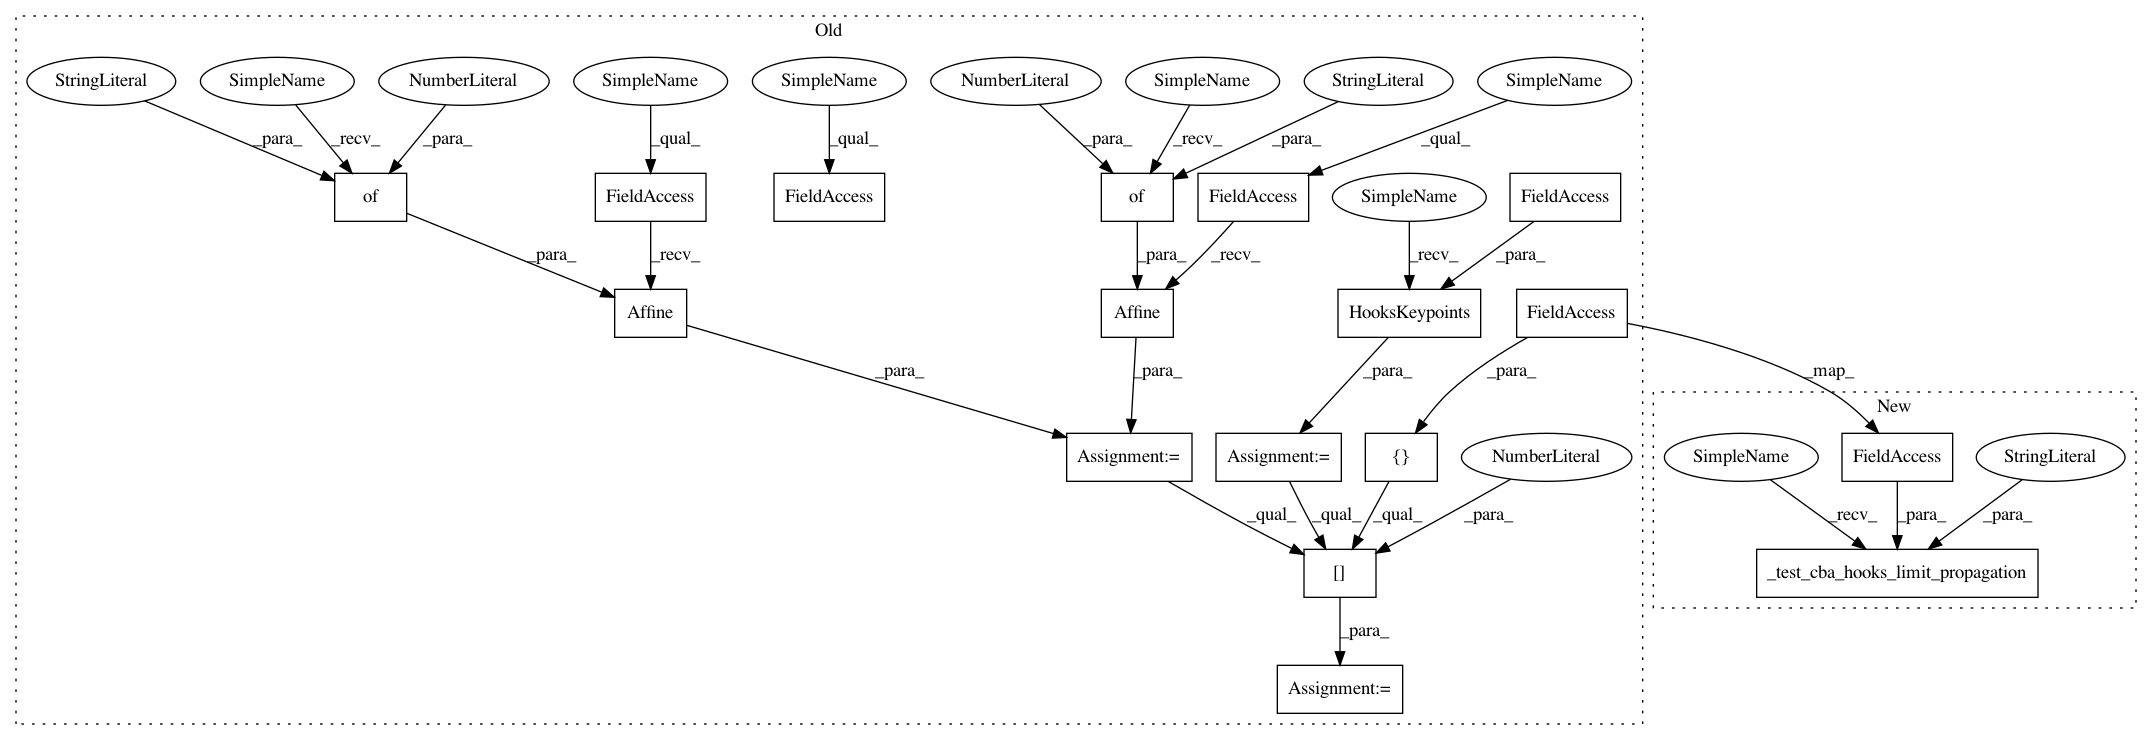 Old
StringLiteral
SimpleName
NumberLiteral
SimpleName
SimpleName
NumberLiteral
SimpleName
StringLiteral
SimpleName
_para_
_recv_
_para_
_qual_
_qual_
_para_
_recv_
_para_
_qual_
of
FieldAccess
FieldAccess
of
FieldAccess
SimpleName
FieldAccess
_para_
_recv_
_para_
_recv_
_recv_
_para_
Affine
Affine
HooksKeypoints
FieldAccess
_para_
_para_
_para_
_para_
_map_
New
Assignment:=
Assignment:=
{}
NumberLiteral
SimpleName
FieldAccess
StringLiteral
_qual_
_qual_
_qual_
_para_
_recv_
_para_
_para_
[]
_test_cba_hooks_limit_propagation
_para_
Assignment:=